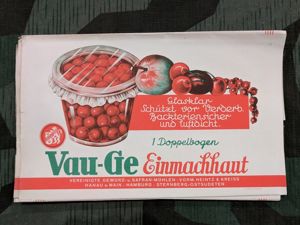 Glasklar
Schützt vor Verderb.
Backteriensicher
und luftdicht.
1 Doppelbogen
Vau-Ge Einmachhaut
VEREINIGTE GEWÜRZ- u. SAFRAN-MÜHLEN · VORM. HEINTZ & KREISS
HANAU u. MAIN · HAMBURG · STERNBERG-OSTSUDETEN